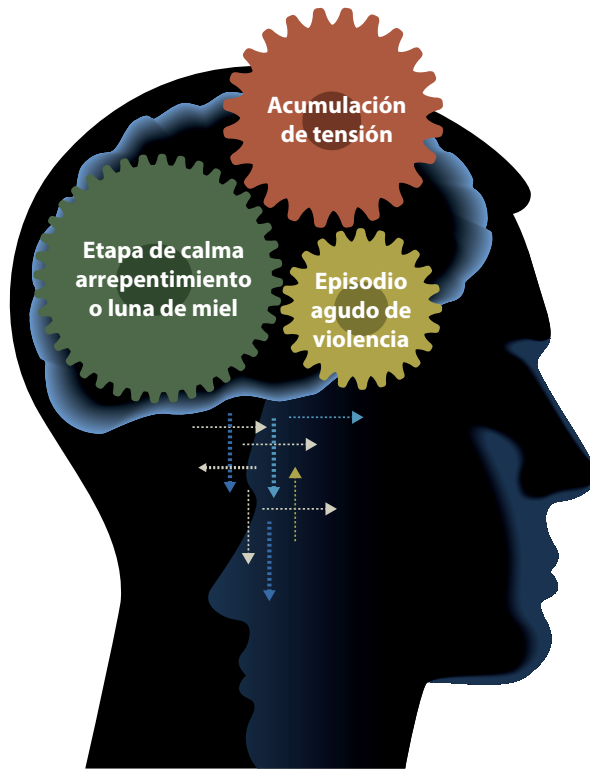 Acumulación
de tensión
Etapa de calma
arrepentimiento
o luna de miel
Episodio
agudo de
violencia